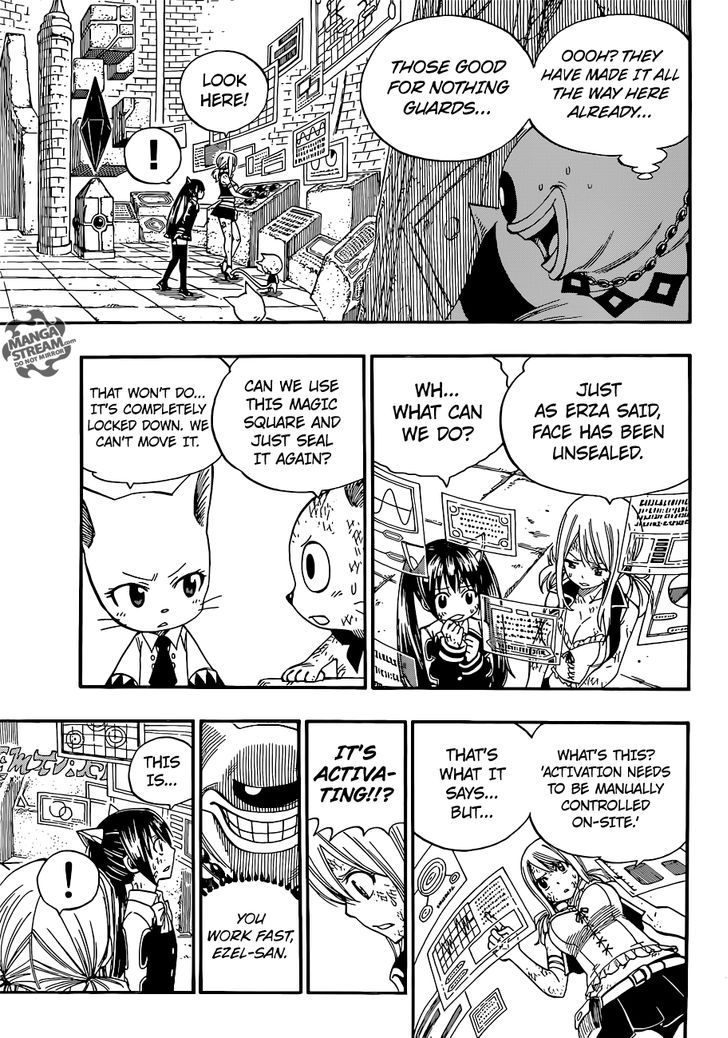 OOOH? THEY
HAVE MADE IT ALL
THE WAY HERE
ALREADY...
THOSE GOOD
FOR NOTHING
GUARDS...
LOOK
HERE!
!
MANGA
STREAM.com
DO NOT MIRROR
JUST
AS ERZA SAID,
FACE HAS BEEN
UNSEALED.
WH...
WHAT CAN
WE DO?
CAN WE USE
THIS MAGIC
SQUARE AND
JUST SEAL
IT AGAIN?
THAT WON'T DO...
IT'S COMPLETELY
LOCKED DOWN. WE
CAN'T MOVE IT.
WHAT'S THIS?
'ACTIVATION NEEDS
TO BE MANUALLY
CONTROLLED
ON-SITE.'
THAT'S
WHAT IT
SAYS...
BUT...
IT'S
ACTIVA-
TING!!?
YOU
WORK FAST,
EZEL-SAN.
THIS
IS...
!